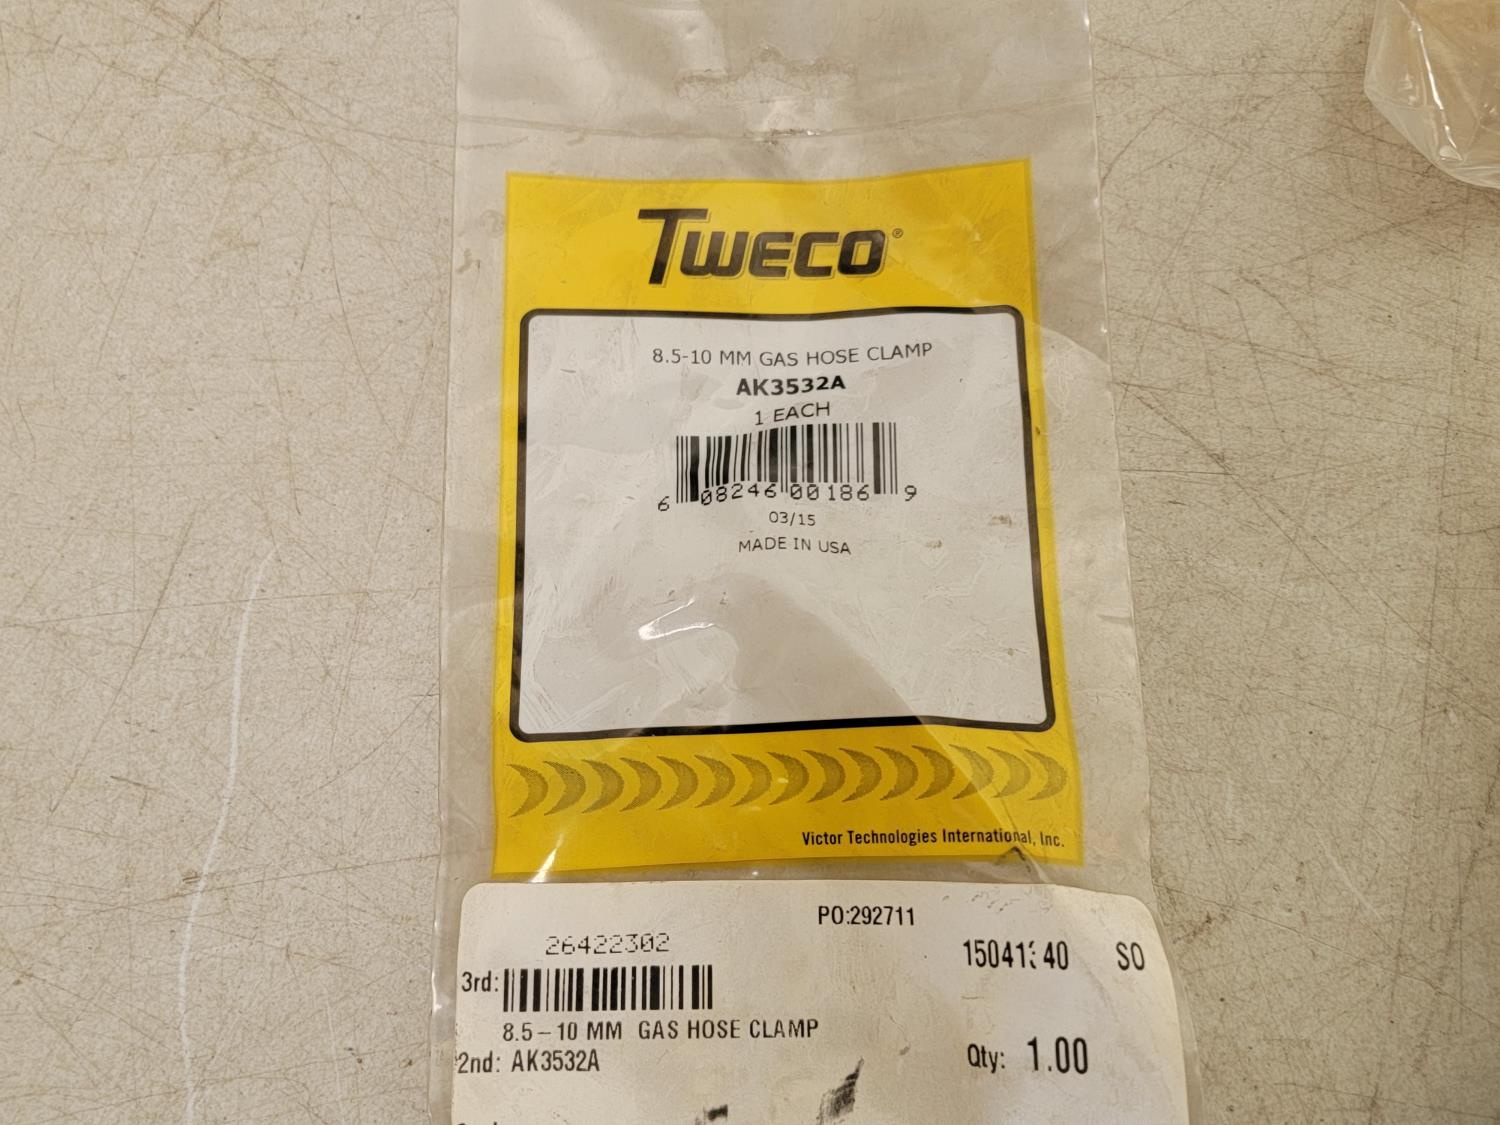 TWECO®
8.5-10 MM GAS HOSE CLAMP
AK3532A
1 EACH
6 08246 00186 9
03/15
MADE IN USA
Victor Technologies International, Inc.
PO:292711
26422302
SO
3rd:
8.5-10 MM GAS HOSE CLAMP
2nd: AK3532A
Qty: 1.00